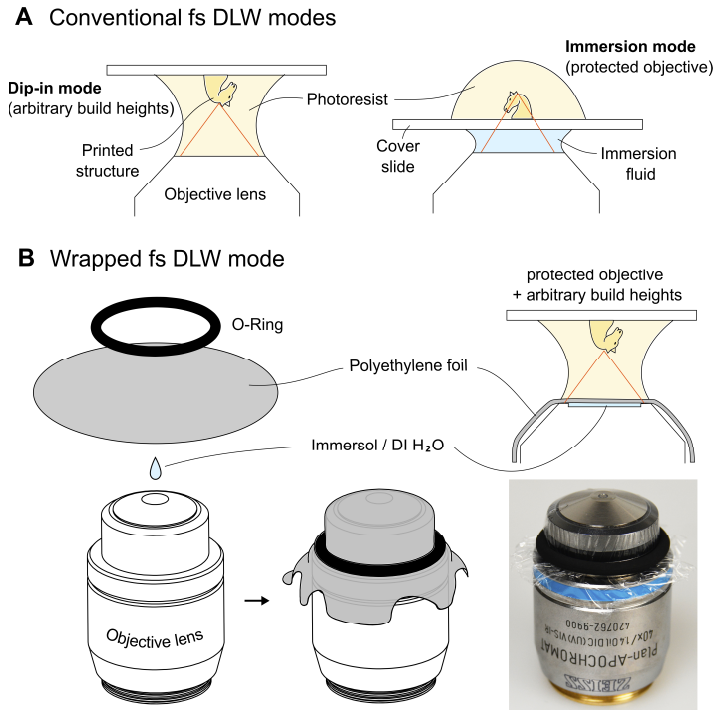 A Conventional fs DLW modes
Dip-in mode
(arbitrary build heights)
Photoresist
Immersion mode
(protected objective)
Printed
structure
Cover
slide
Immersion
fluid
Objective lens
B Wrapped fs DLW mode
protected objective
+ arbitrary build heights
O-Ring
Polyethylene foil
Immersol / DI H₂O
Objective lens
ZEISS
Plan-APOCHROMAT
40x/1.4 Oil DIC (UV) VIS-IR
420762-9900